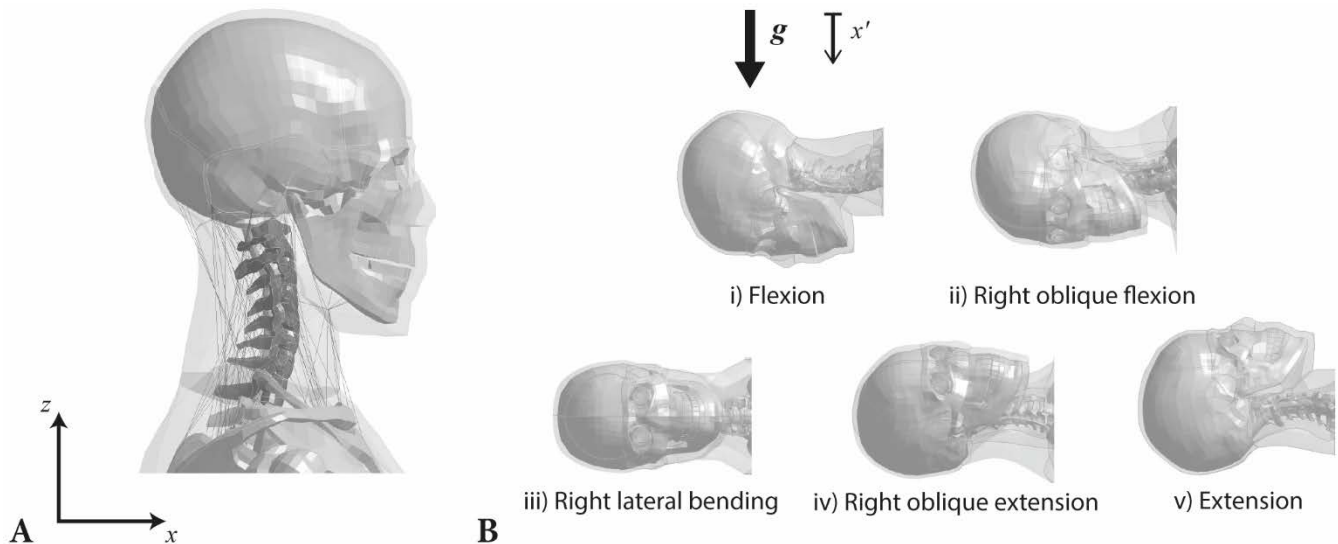 g
x′
i) Flexion
ii) Right oblique flexion
z
x
A
B
iii) Right lateral bending
iv) Right oblique extension
v) Extension